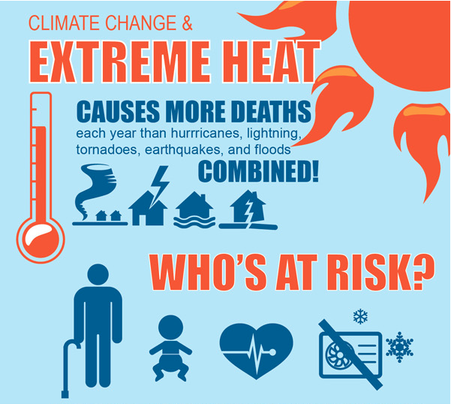 CLIMATE CHANGE &
EXTREME HEAT
CAUSES MORE DEATHS
each year than hurrricanes, lightning,
tornadoes, earthquakes, and floods
COMBINED!
WHO'S AT RISK?